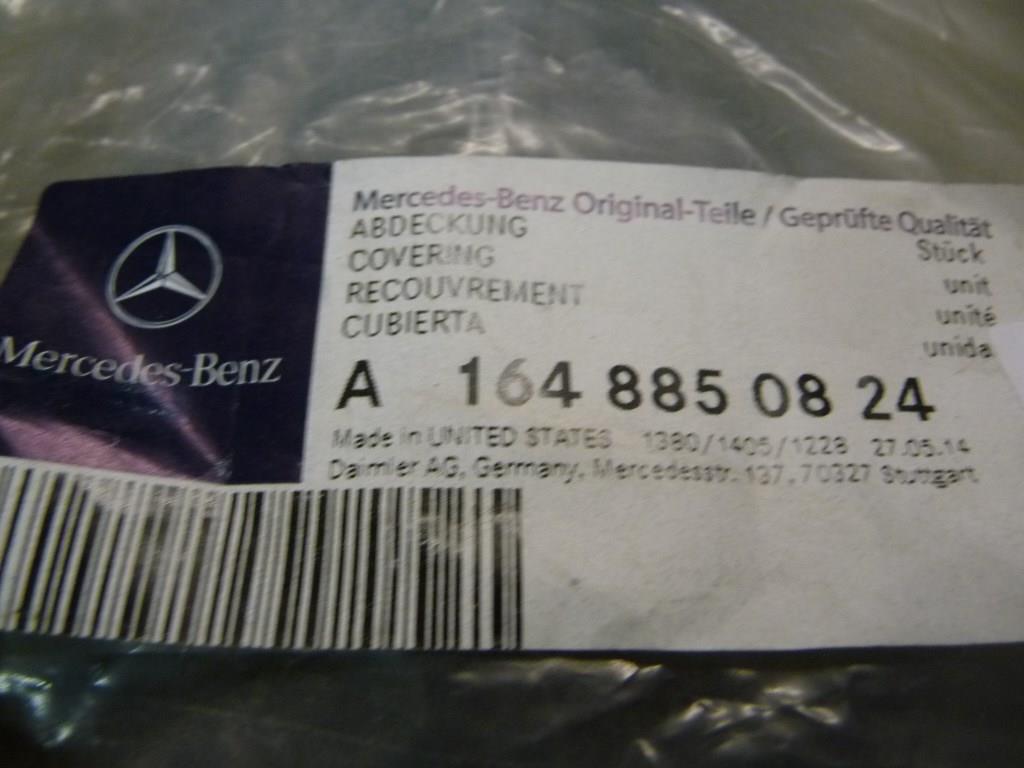 Mercedes-Benz
Mercedes-Benz Original-Teile / Geprüfte Qualität
ABDECKUNG Stück
COVERING unit
RECOUVREMENT unité
CUBIERTA unida
A 164 885 08 24
Made in UNITED STATES 1380/1405/1228 27.05.14
Daimler AG, Germany, Mercedesstr. 137, 70327 Stuttgart